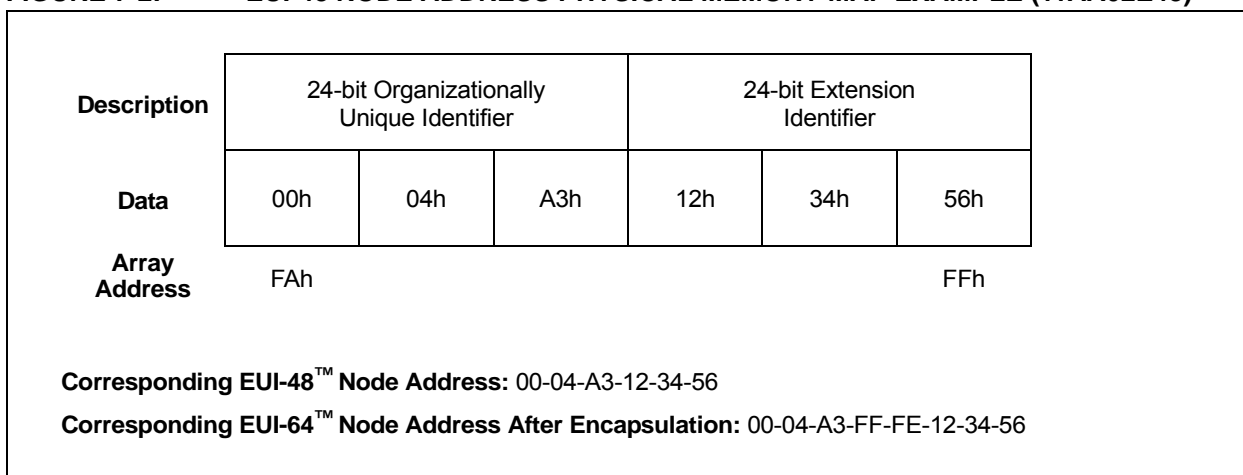 Description
24-bit Organizationally
Unique Identifier
24-bit Extension
Identifier
Data
00h
04h
A3h
12h
34h
56h
Array
Address
FAh
FFh
Corresponding EUI-48™ Node Address: 00-04-A3-12-34-56
Corresponding EUI-64™ Node Address After Encapsulation: 00-04-A3-FF-FE-12-34-56